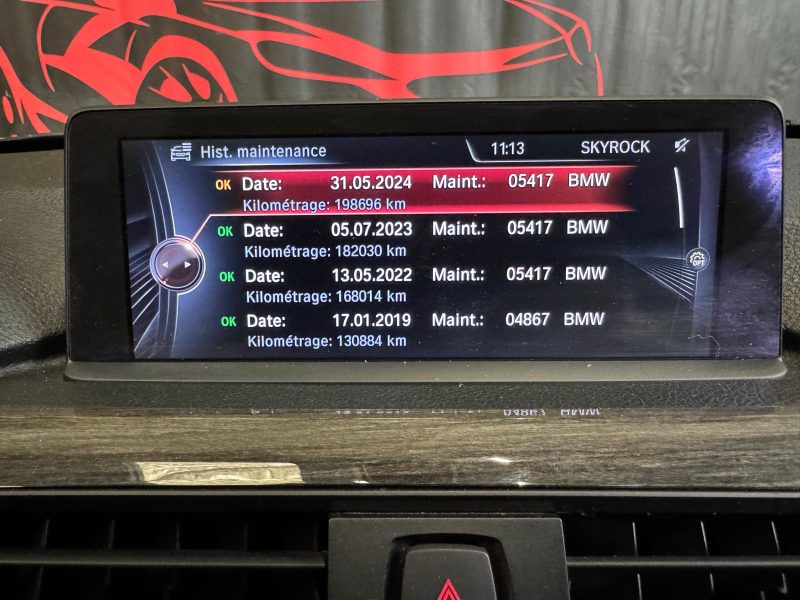 Hist. maintenance 11:13 SKYROCK
OK Date: 31.05.2024 Maint.: 05417 BMW
Kilométrage: 198696 km
OK Date: 05.07.2023 Maint.: 05417 BMW
Kilométrage: 182030 km
OK Date: 13.05.2022 Maint.: 05417 BMW
Kilométrage: 168014 km
OPT
OK Date: 17.01.2019 Maint.: 04867 BMW
Kilométrage: 130884 km